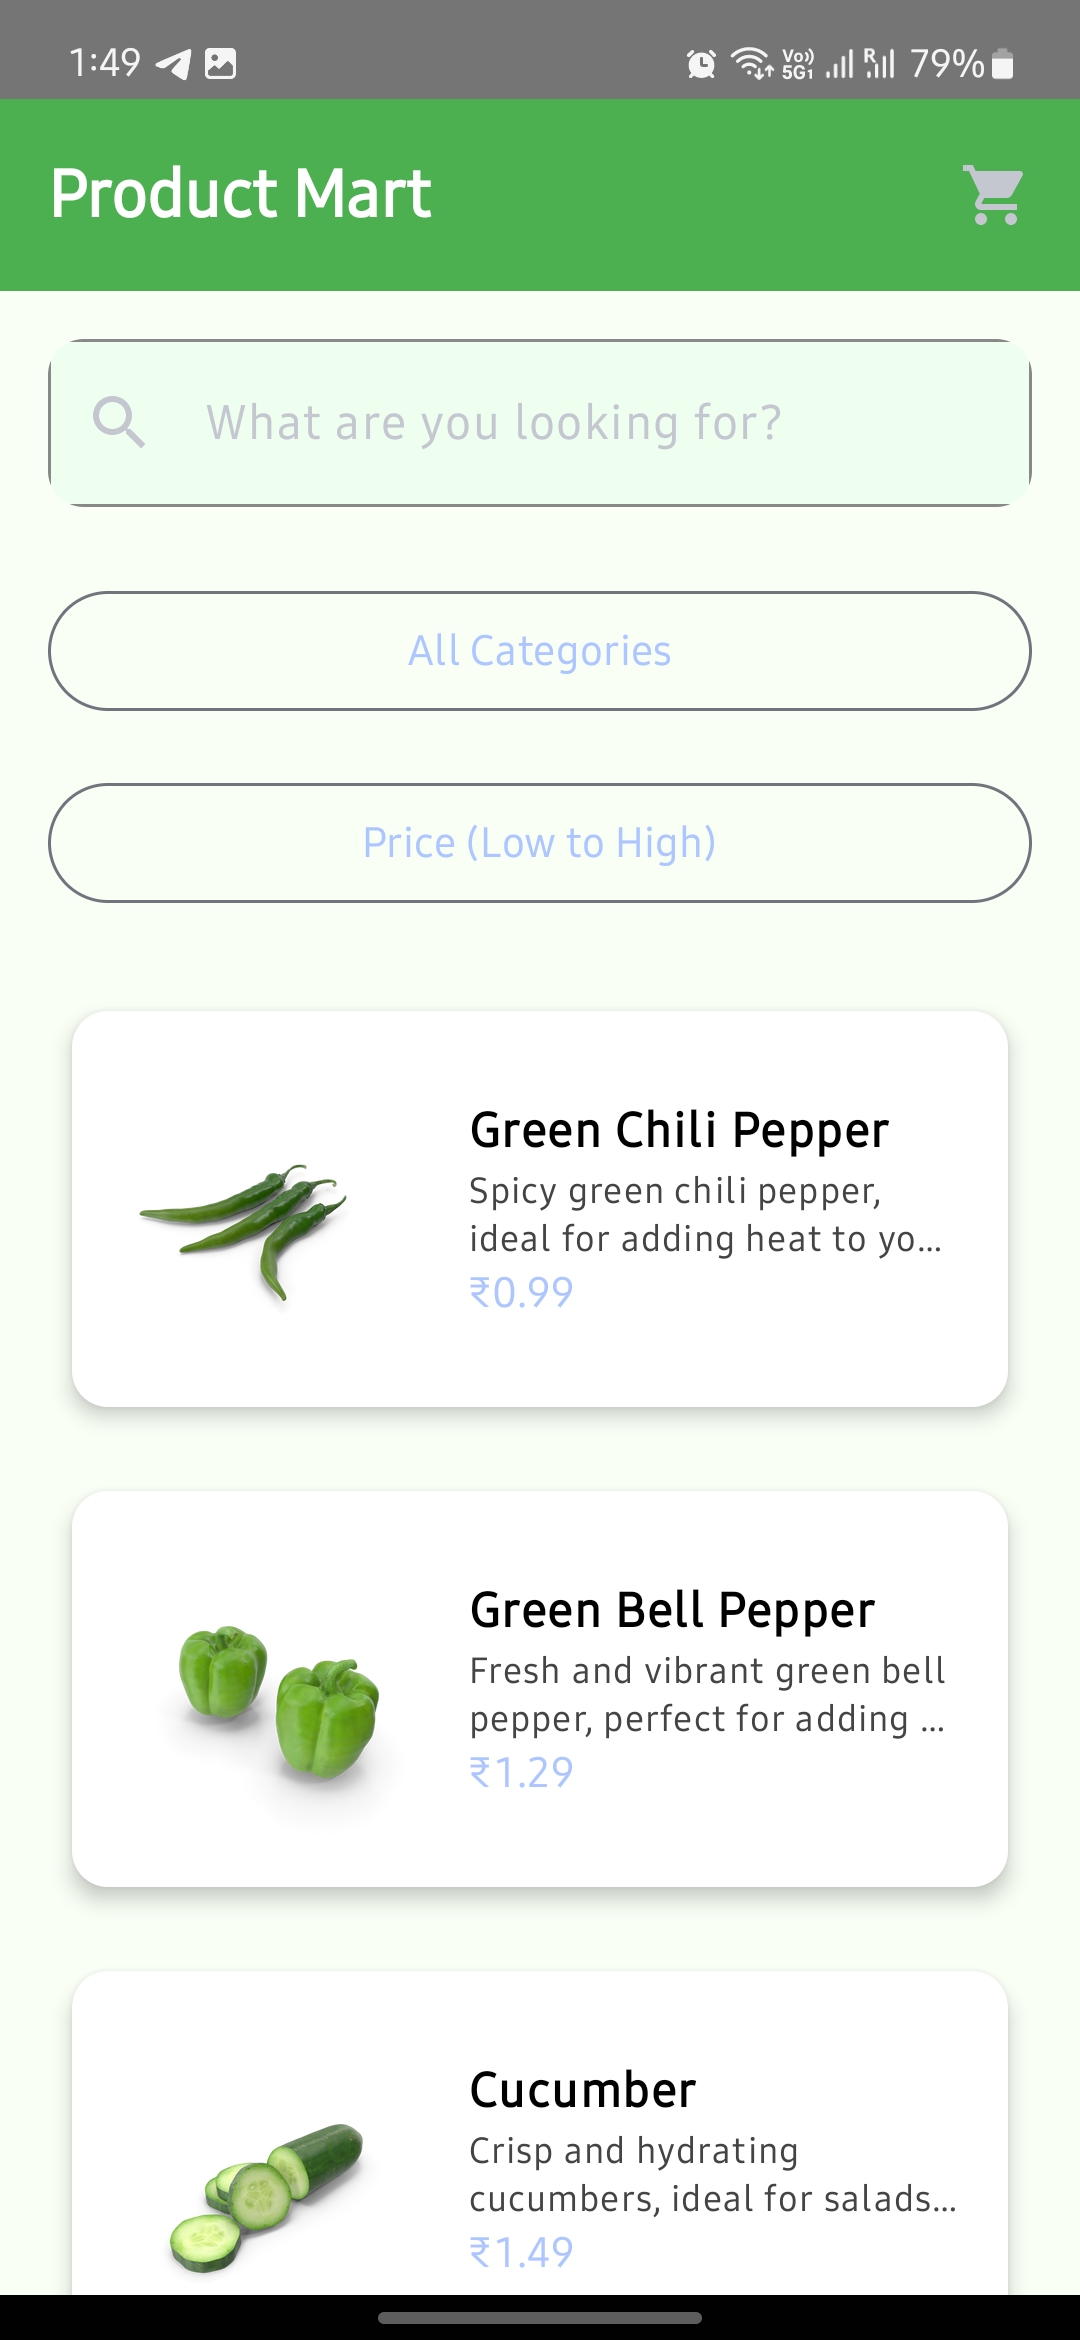 1:49
Vo)) 5G1 R 79%
Product Mart
What are you looking for?
All Categories
Price (Low to High)
Green Chili Pepper
Spicy green chili pepper,
ideal for adding heat to yo...
₹0.99
Green Bell Pepper
Fresh and vibrant green bell
pepper, perfect for adding ...
₹1.29
Cucumber
Crisp and hydrating
cucumbers, ideal for salads...
₹1.49